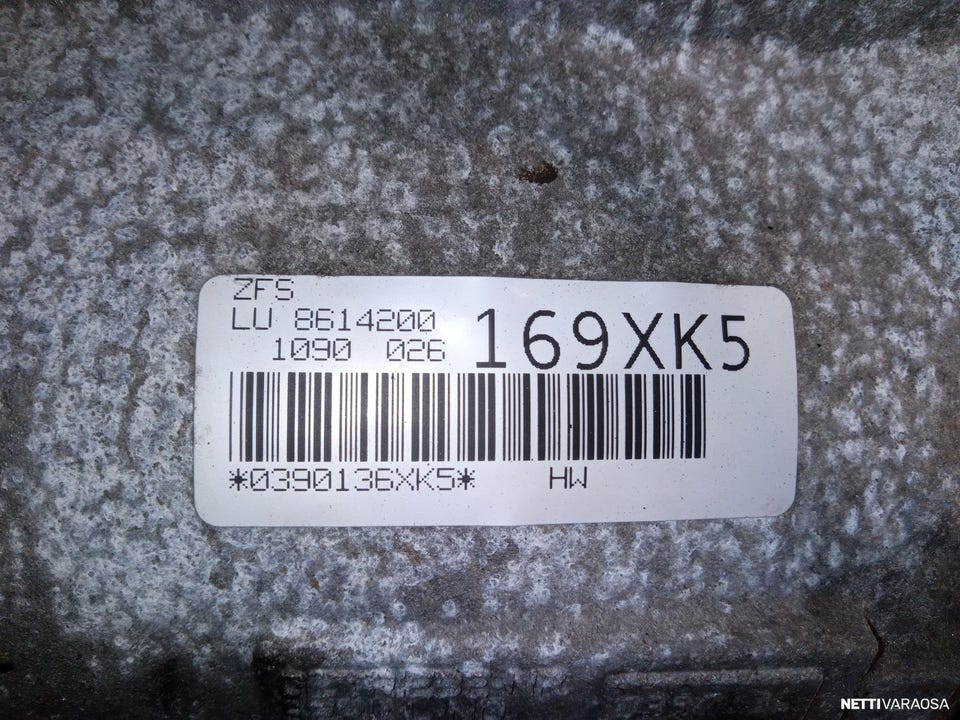 ZFS
LU 8614200
1090 026
169XK5
*0390136XK5* HW
NETTIVARAOSA